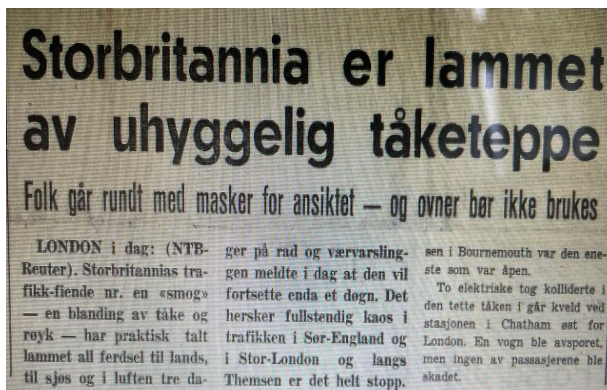 Storbritannia er lammet
av uhyggelig tåketeppe
Folk går rundt med masker for ansiktet — og ovner bør ikke brukes
LONDON i dag: (NTB-
Reuter). Storbritannias tra-
fikk-fiende nr. en «smog»
— en blanding av tåke og
røyk — har praktisk talt
lammet all ferdsel til lands,
til sjøs og i luften tre da-
ger på rad og værvarslin-
gen meldte i dag at den vil
fortsette enda et døgn. Det
hersker fullstendig kaos i
trafikken i Sør-England og
i Stor-London og langs
Themsen er det helt stopp.
sen i Bournemouth var den ene-
ste som var åpen.
To elektriske tog kolliderte i
den tette tåken i går kveld ved
stasjonen i Chatham øst for
London. En vogn ble avsporet,
men ingen av passasjerene ble
skadet.